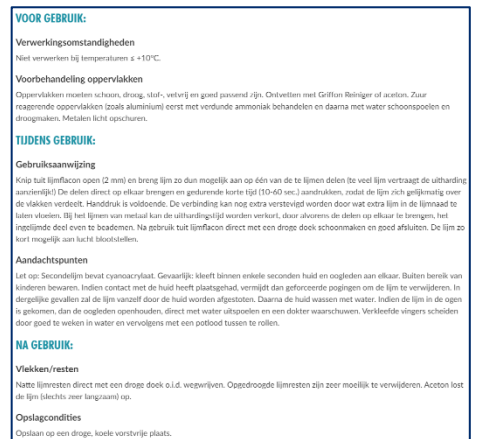 VOOR GEBRUIK:
Verwerkingsomstandigheden
Niet verwerken bij temperaturen ≤ +10°C.
Voorbehandeling oppervlakken
Oppervlakken moeten schoon, droog, stof-, vetvrij en goed passend zijn. Ontvetten met Griffon Reiniger of aceton. Zuur
reagerende oppervlakken (zoals aluminium) eerst met verdunde ammoniak behandelen en daarna met water schoonspoelen en
droogmaken. Metalen licht opschuren.
TIJDENS GEBRUIK:
Gebruiksaanwijzing
Knip tuit lijmflacon open (2 mm) en breng lijm zo dun mogelijk aan op één van de te lijmen delen (te veel lijm vertraagt de uitharding
aanzienlijk!) De delen direct op elkaar brengen en gedurende korte tijd (10-60 sec.) aandrukken, zodat de lijm zich gelijkmatig over
de vlakken verdeelt. Handdruk is voldoende. De verbinding kan nog extra verstevigd worden door wat extra lijm in de lijmnaad te
laten vloeien. Bij het lijmen van metaal kan de uithardingstijd worden verkort, door alvorens de delen op elkaar te brengen, het
ingelijmde deel even te beademen. Na gebruik tuit lijmflacon direct met een droge doek schoonmaken en goed afsluiten. De lijm zo
kort mogelijk aan lucht blootstellen.
Aandachtspunten
Let op: Secondelijm bevat cyanoacrylaat. Gevaarlijk: kleeft binnen enkele seconden huid en oogleden aan elkaar. Buiten bereik van
kinderen bewaren. Indien contact met de huid heeft plaatsgehad, vermijdt dan geforceerde pogingen om de lijm te verwijderen. In
dergelijke gevallen zal de lijm vanzelf door de huid worden afgestoten. Daarna de huid wassen met water. Indien de lijm in de ogen
is gekomen, dan de oogleden openhouden, direct met water uitspoelen en een dokter waarschuwen. Verkleefde vingers scheiden
door goed te weken in water en vervolgens met een potlood tussen te rollen.
NA GEBRUIK:
Vlekken/resten
Natte lijmresten direct met een droge doek o.i.d. wegwrijven. Opgedroogde lijmresten zijn zeer moeilijk te verwijderen. Aceton lost
de lijm (slechts zeer langzaam) op.
Opslagcondities
Opslaan op een droge, koele vorstvrije plaats.